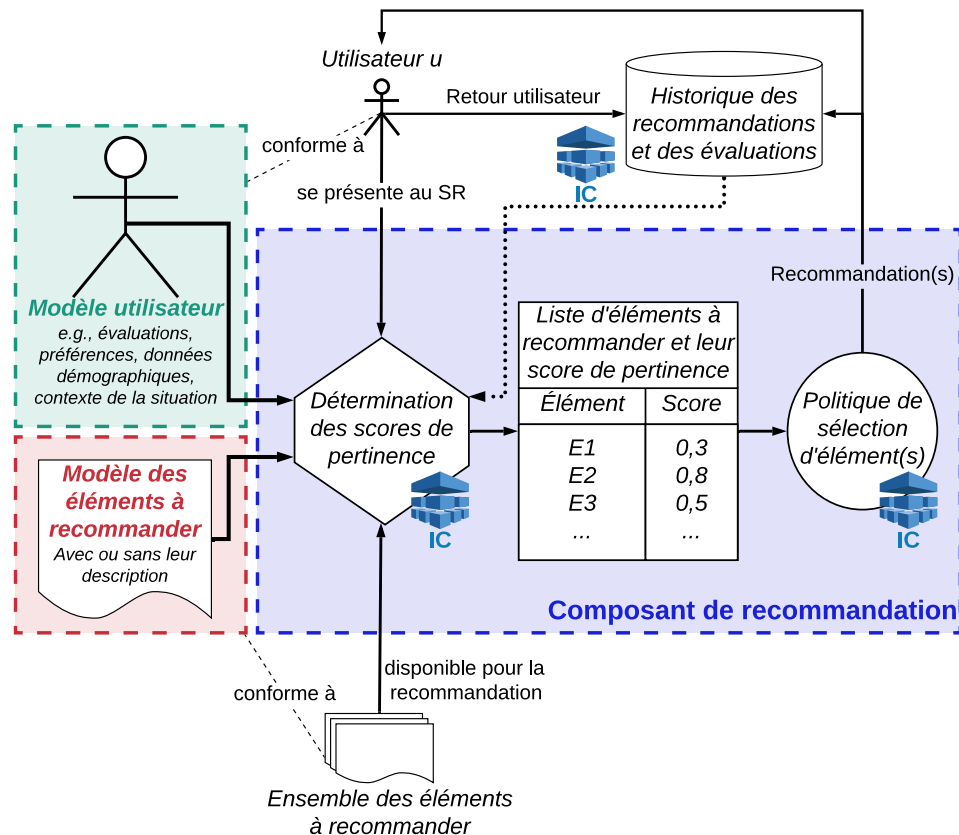 Utilisateur u
Retour utilisateur
Historique des
recommandations
et des évaluations
IC
conforme à
se présente au SR
Recommandation(s)
Modèle utilisateur
e.g., évaluations,
préférences, données
démographiques,
contexte de la situation
Liste d'éléments à
recommander et leur
score de pertinence
Élément Score
E1 0,3
E2 0,8
E3 0,5
... ...
Détermination
des scores de
pertinence
IC
Politique de
sélection
d'élément(s)
IC
Modèle des
éléments à
recommander
Avec ou sans leur
description
Composant de recommandation
disponible pour la
recommandation
conforme à
Ensemble des éléments
à recommander